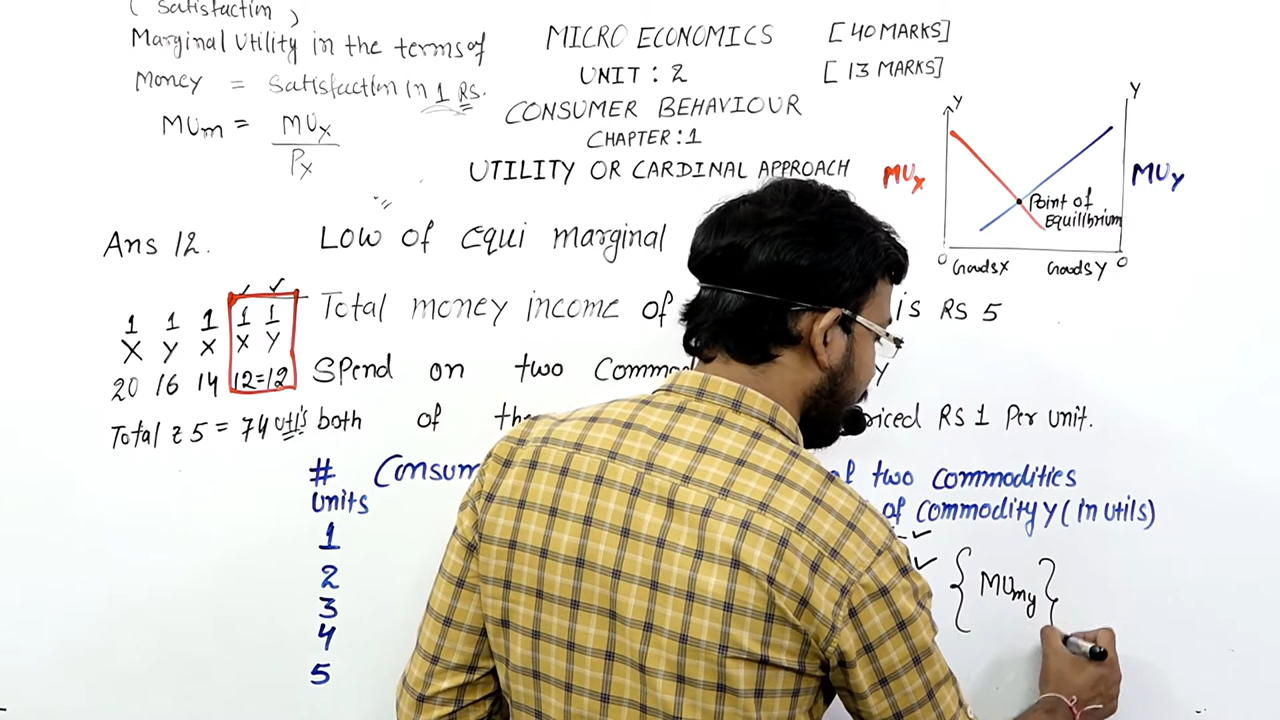 ( Satisfaction )
Marginal Utility in the terms of
Money = Satisfaction in 1 RS.
MUm = MUx / Px
MICRO ECONOMICS [40 MARKS]
UNIT : 2 [13 MARKS]
CONSUMER BEHAVIOUR
CHAPTER : 1
UTILITY OR CARDINAL APPROACH
Y Y
MUx MUy
Point of
Equilibrium
0 Goods X Goods Y 0
Ans 12. Low of Equi marginal
Total money income of is RS 5
Spend on two Y
both of priced RS 1 Per unit.
1 1 1 1 1
X Y X X Y
20 16 14 12=12
Total ₹ 5 = 74 utils
# of two commodities
units of commodity Y (in utils)
1
2
3
4
5
{ MUmy }